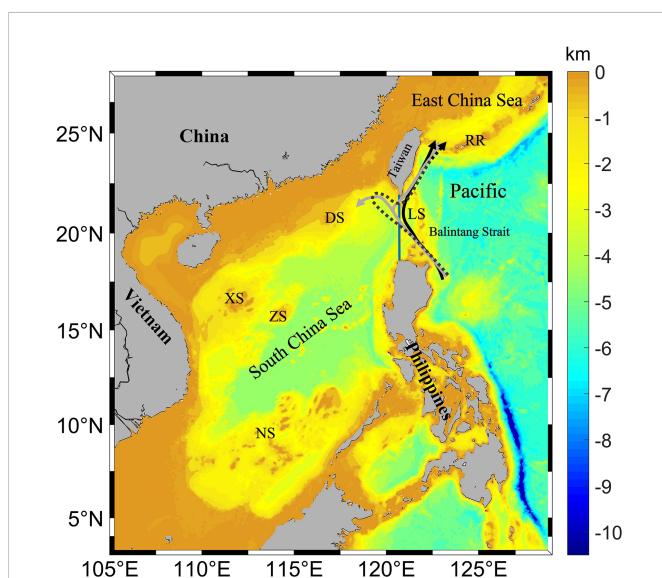 km
0
-1
-2
-3
-4
-5
-6
-7
-8
-9
-10
25°N
20°N
15°N
10°N
5°N
105°E
110°E
115°E
120°E
125°E
East China Sea
China
Taiwan
RR
Pacific
DS
LS
Balintang Strait
Vietnam
XS
ZS
South China Sea
Philippines
NS